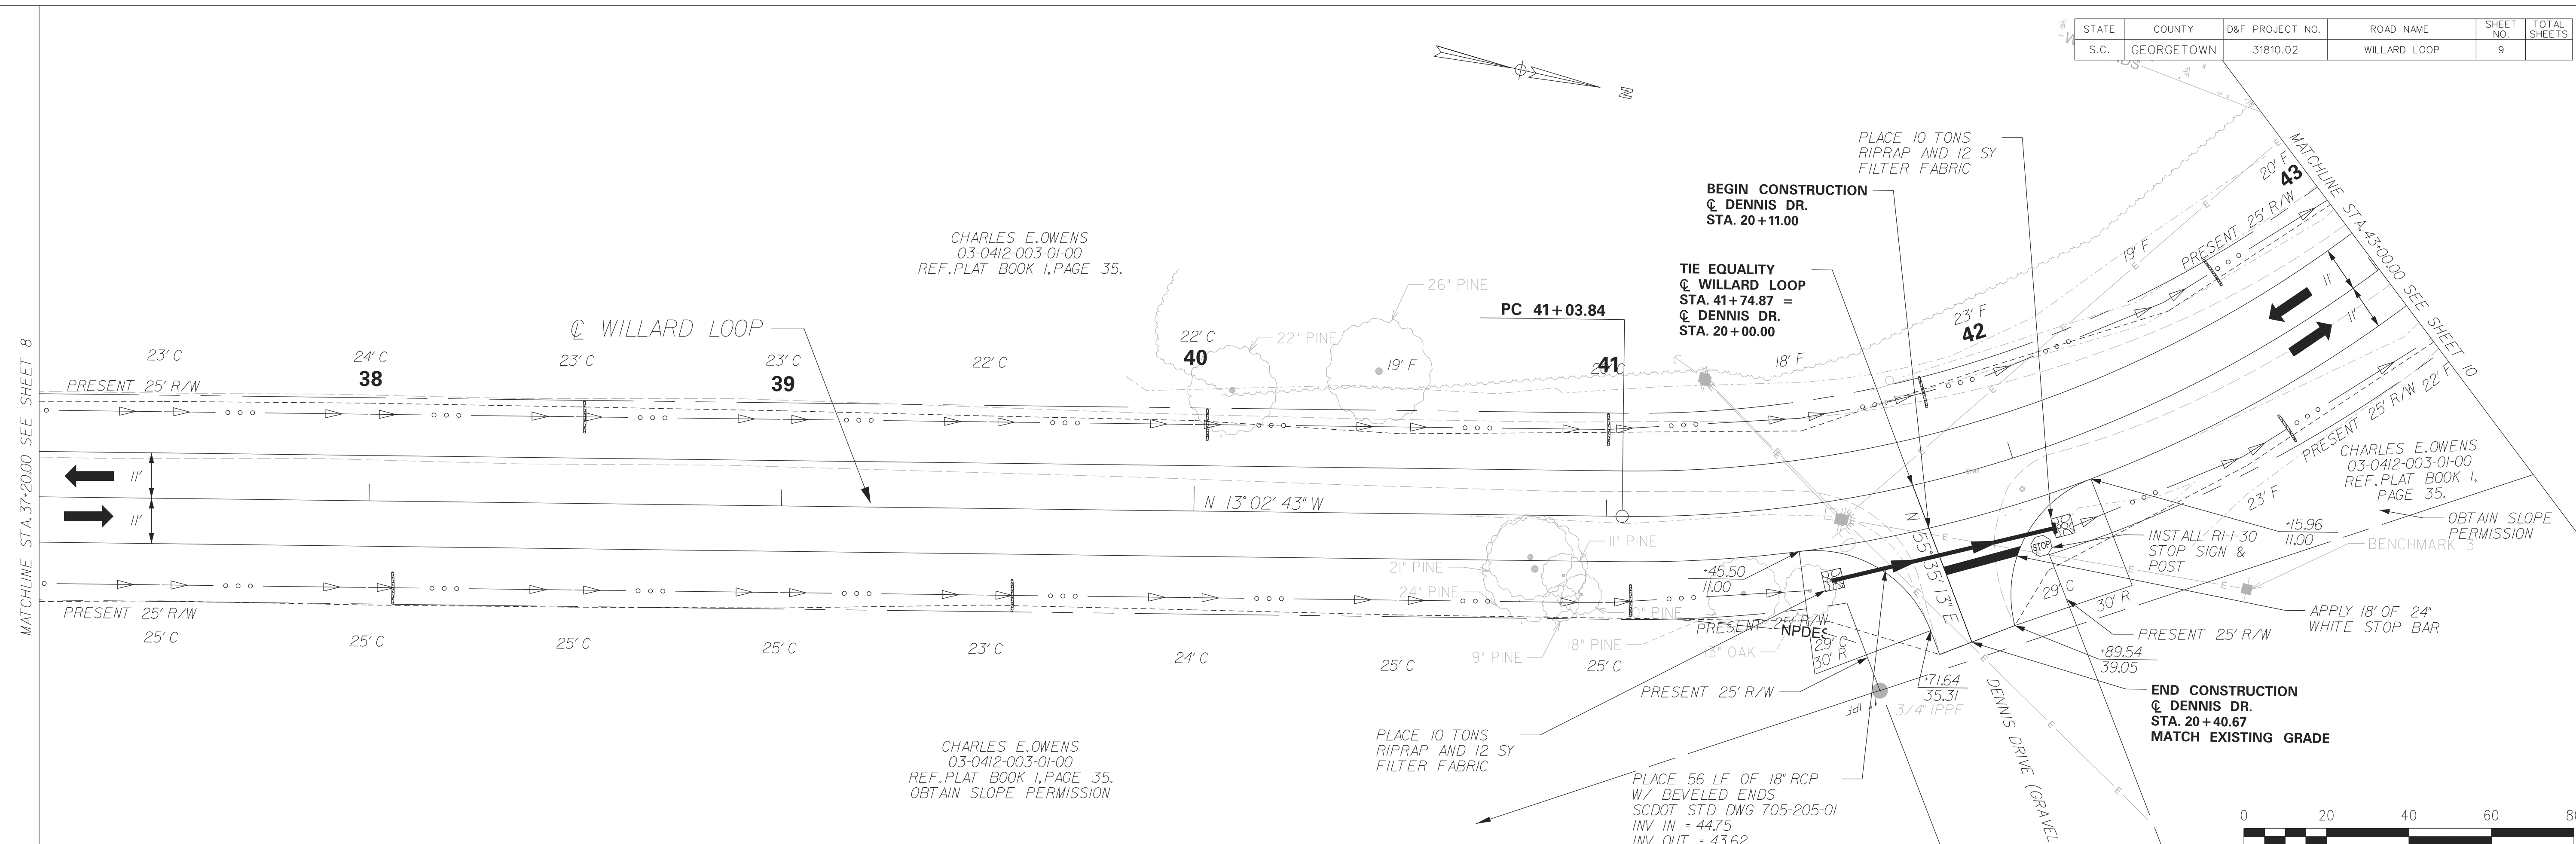 STATE COUNTY D&F PROJECT NO. ROAD NAME SHEET NO. TOTAL SHEETS
S.C. GEORGETOWN 31810.02 WILLARD LOOP 9
N
PLACE 10 TONS
RIPRAP AND 12 SY
FILTER FABRIC
BEGIN CONSTRUCTION
℄ DENNIS DR.
STA. 20+11.00
TIE EQUALITY
℄ WILLARD LOOP
STA. 41+74.87 =
℄ DENNIS DR.
STA. 20+00.00
MATCHLINE STA. 43+00.00 SEE SHEET 10
20' F
43
PRESENT 25' R/W
19' F
23' F
42
18' F
11'
11'
CHARLES E. OWENS
03-0412-003-01-00
REF. PLAT BOOK 1, PAGE 35.
26" PINE
22" PINE
PC 41+03.84
℄ WILLARD LOOP
MATCHLINE STA. 37+20.00 SEE SHEET 8
23' C
24' C
38
23' C
23' C
39
22' C
22' C
40
19' F
41
PRESENT 25' R/W
11'
11'
N 13°02'43" W
PRESENT 25' R/W
25' C
25' C
25' C
25' C
23' C
24' C
25' C
25' C
11" PINE
21" PINE
24" PINE
18" PINE
9" PINE
13" OAK
+45.50
11.00
PRESENT 25' R/W
NPDES
29' C
30' R
PRESENT 25' R/W
+71.64
35.31
IPF
3/4" IPPF
N 55°35'13" E
STOP
PRESENT 25' R/W
22' F
23' F
CHARLES E. OWENS
03-0412-003-01-00
REF. PLAT BOOK 1,
PAGE 35.
OBTAIN SLOPE
PERMISSION
+15.96
11.00
INSTALL R1-1-30
STOP SIGN &
POST
BENCHMARK 3
29' C
30' R
APPLY 18' OF 24"
WHITE STOP BAR
PRESENT 25' R/W
+89.54
39.05
END CONSTRUCTION
℄ DENNIS DR.
STA. 20+40.67
MATCH EXISTING GRADE
DENNIS DRIVE (GRAVEL
PLACE 10 TONS
RIPRAP AND 12 SY
FILTER FABRIC
CHARLES E. OWENS
03-0412-003-01-00
REF. PLAT BOOK 1, PAGE 35.
OBTAIN SLOPE PERMISSION
PLACE 56 LF OF 18" RCP
W/ BEVELED ENDS
SCDOT STD DWG 705-205-01
INV IN = 44.75
INV OUT = 43.62
0 20 40 60